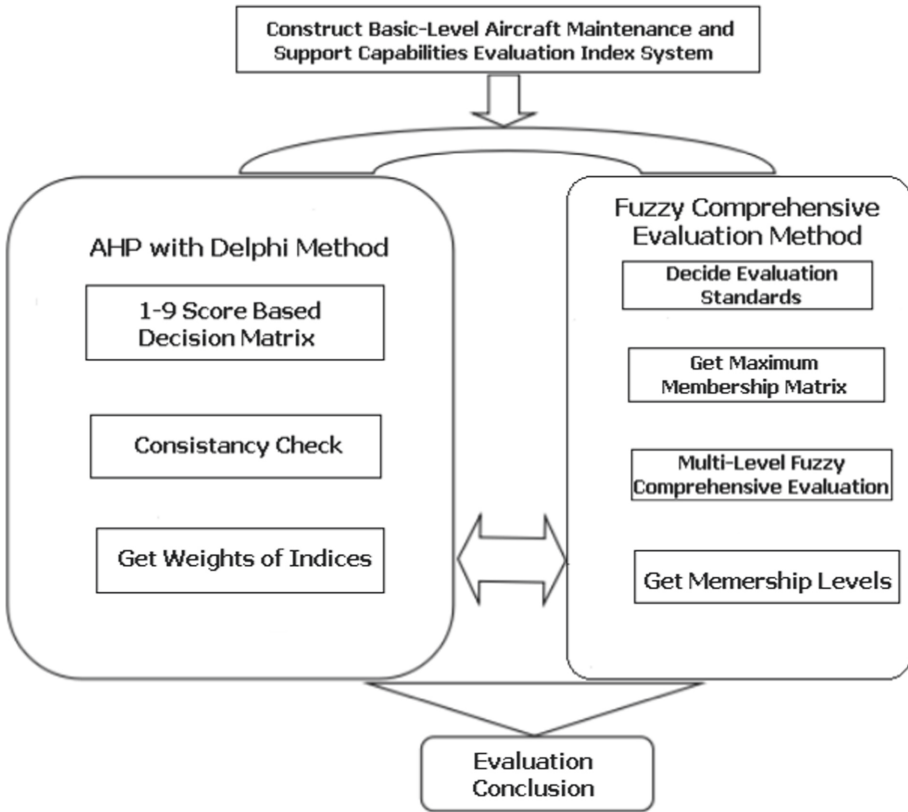 Construct Basic-Level Aircraft Maintenance and
Support Capabilities Evaluation Index System
AHP with Delphi Method
1-9 Score Based
Decision Matrix
Consistancy Check
Get Weights of Indices
Fuzzy Comprehensive
Evaluation Method
Decide Evaluation
Standards
Get Maximum
Membership Matrix
Multi-Level Fuzzy
Comprehensive Evaluation
Get Memership Levels
Evaluation
Conclusion